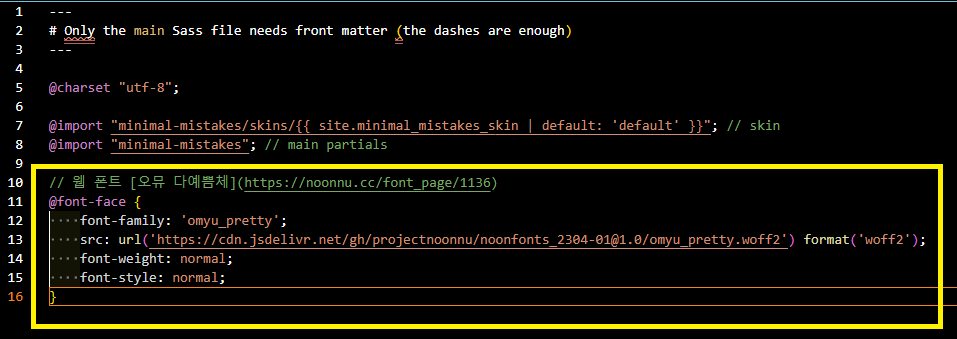 1 ---
2 # Only the main Sass file needs front matter (the dashes are enough)
3 ---
4
5 @charset "utf-8";
6
7 @import "minimal-mistakes/skins/{{ site.minimal_mistakes_skin | default: 'default' }}"; // skin
8 @import "minimal-mistakes"; // main partials
9
10 // 웹 폰트 [오뮤 다예쁨체](https://noonnu.cc/font_page/1136)
11 @font-face {
12 ····font-family: 'omyu_pretty';
13 ····src: url('https://cdn.jsdelivr.net/gh/projectnoonnu/noonfonts_2304-01@1.0/omyu_pretty.woff2') format('woff2');
14 ····font-weight: normal;
15 ····font-style: normal;
16 }